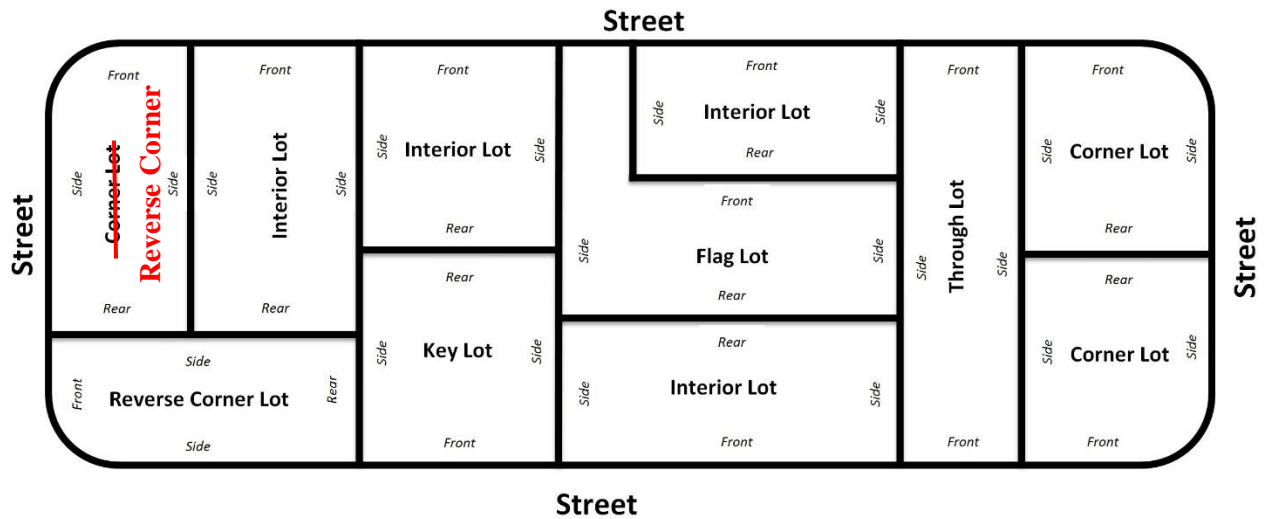 Street
Front
Side
Corner Lot
Reverse Corner
Side
Rear
Front
Side
Interior Lot
Side
Rear
Front
Side
Interior Lot
Side
Rear
Front
Side
Interior Lot
Side
Rear
Front
Side
Flag Lot
Side
Rear
Front
Side
Through Lot
Side
Front
Front
Side
Corner Lot
Side
Street
Street
Side
Front
Reverse Corner Lot
Rear
Side
Rear
Side
Key Lot
Side
Front
Rear
Side
Interior Lot
Side
Front
Rear
Side
Corner Lot
Side
Front
Street